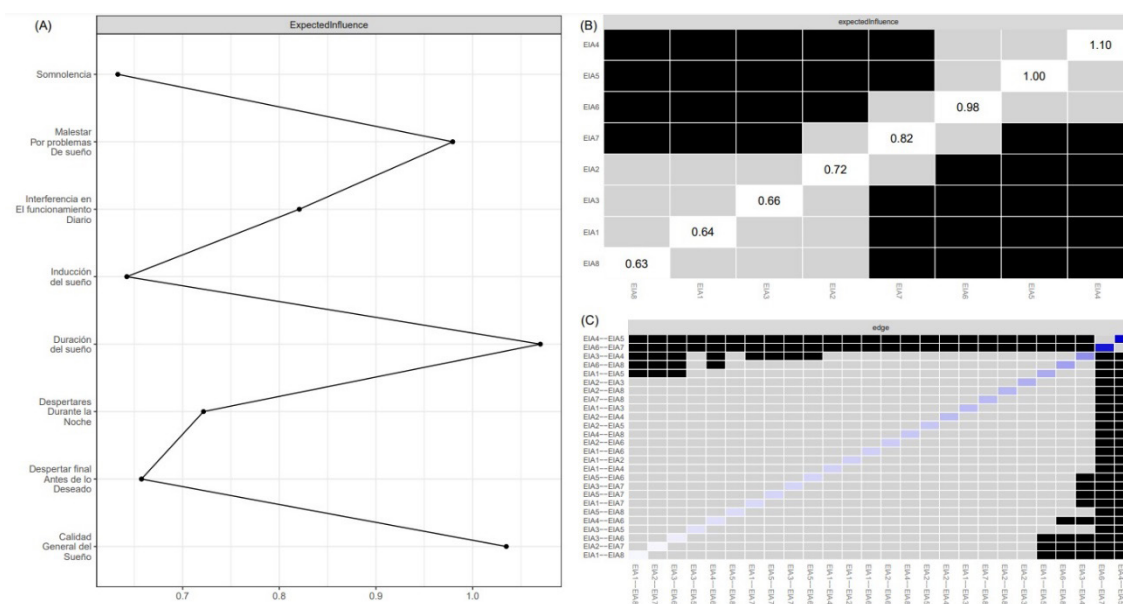 (A)
ExpectedInfluence
Somnolencia
Malestar
Por problemas
De sueño
Interferencia en
El funcionamiento
Diario
Inducción
del sueño
Duración
del sueño
Despertares
Durante la
Noche
Despertar final
Antes de lo
Deseado
Calidad
General del
Sueño
0.7
0.8
0.9
1.0
(B)
expectedInfluence
EIA4
1.10
EIA5
1.00
EIA6
0.98
EIA7
0.82
EIA2
0.72
EIA3
0.66
EIA1
0.64
EIA8
0.63
EIA8
EIA1
EIA3
EIA2
EIA7
EIA6
EIA5
EIA4
(C)
edge
EIA4--EIA5
EIA6--EIA7
EIA3--EIA4
EIA6--EIA8
EIA1--EIA5
EIA2--EIA3
EIA2--EIA8
EIA7--EIA8
EIA1--EIA3
EIA2--EIA4
EIA2--EIA5
EIA4--EIA8
EIA2--EIA6
EIA1--EIA6
EIA1--EIA2
EIA1--EIA4
EIA5--EIA6
EIA3--EIA7
EIA5--EIA7
EIA1--EIA7
EIA5--EIA8
EIA4--EIA6
EIA3--EIA5
EIA3--EIA6
EIA2--EIA7
EIA1--EIA8